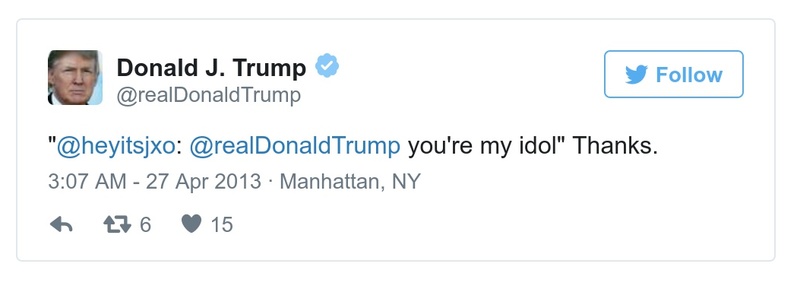 Donald J. Trump
@realDonaldTrump
Follow
"@heyitsjxo: @realDonaldTrump you're my idol" Thanks.
3:07 AM - 27 Apr 2013 · Manhattan, NY
6 15